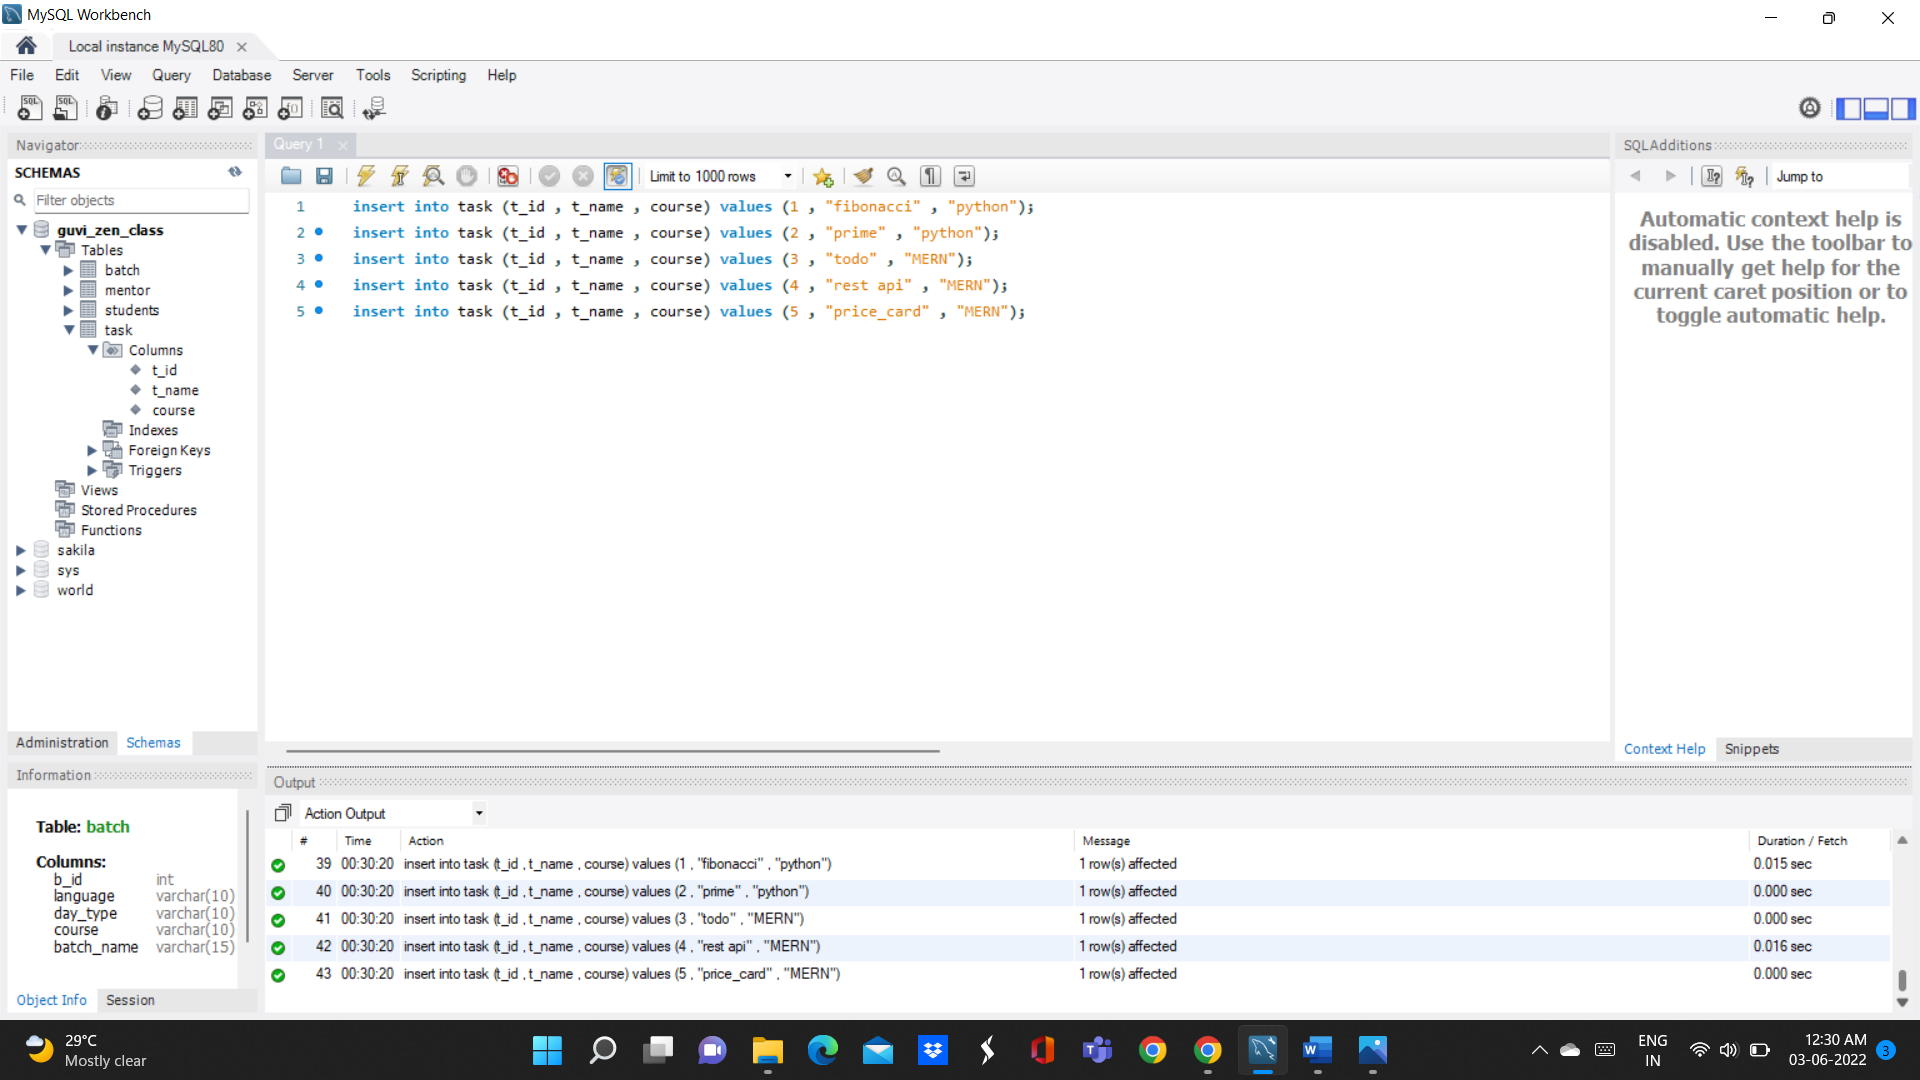 MySQL Workbench
Local instance MySQL80
File Edit View Query Database Server Tools Scripting Help
Navigator
SCHEMAS
Filter objects
guvi_zen_class
Tables
batch
mentor
students
task
Columns
t_id
t_name
course
Indexes
Foreign Keys
Triggers
Views
Stored Procedures
Functions
sakila
sys
world
Administration Schemas
Information
Table: batch
Columns:
b_id int
language varchar(10)
day_type varchar(10)
course varchar(10)
batch_name varchar(15)
Object Info Session
Query 1
Limit to 1000 rows
1 insert into task (t_id , t_name , course) values (1 , "fibonacci" , "python");
2 insert into task (t_id , t_name , course) values (2 , "prime" , "python");
3 insert into task (t_id , t_name , course) values (3 , "todo" , "MERN");
4 insert into task (t_id , t_name , course) values (4 , "rest api" , "MERN");
5 insert into task (t_id , t_name , course) values (5 , "price_card" , "MERN");
SQLAdditions
Jump to
Automatic context help is
disabled. Use the toolbar to
manually get help for the
current caret position or to
toggle automatic help.
Context Help Snippets
Output
Action Output
# Time Action Message Duration / Fetch
39 00:30:20 insert into task (t_id , t_name , course) values (1 , "fibonacci" , "python") 1 row(s) affected 0.015 sec
40 00:30:20 insert into task (t_id , t_name , course) values (2 , "prime" , "python") 1 row(s) affected 0.000 sec
41 00:30:20 insert into task (t_id , t_name , course) values (3 , "todo" , "MERN") 1 row(s) affected 0.000 sec
42 00:30:20 insert into task (t_id , t_name , course) values (4 , "rest api" , "MERN") 1 row(s) affected 0.016 sec
43 00:30:20 insert into task (t_id , t_name , course) values (5 , "price_card" , "MERN") 1 row(s) affected 0.000 sec
29°C
Mostly clear
ENG
IN
12:30 AM
03-06-2022
3